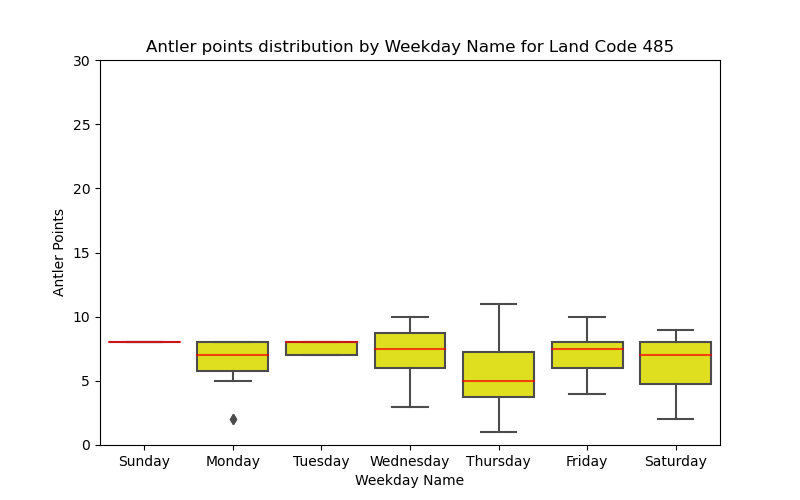 Antler points distribution by Weekday Name for Land Code 485
30
25
20
15
10
5
0
Antler Points
Sunday Monday Tuesday Wednesday Thursday Friday Saturday
Weekday Name